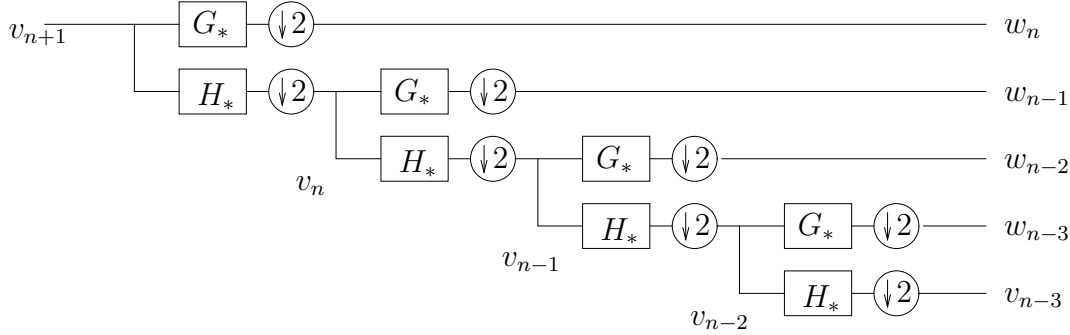 v_{n+1} G_* ↓2 w_n
H_* ↓2 G_* ↓2 w_{n-1}
v_n H_* ↓2 G_* ↓2 w_{n-2}
v_{n-1} H_* ↓2 G_* ↓2 w_{n-3}
v_{n-2} H_* ↓2 v_{n-3}